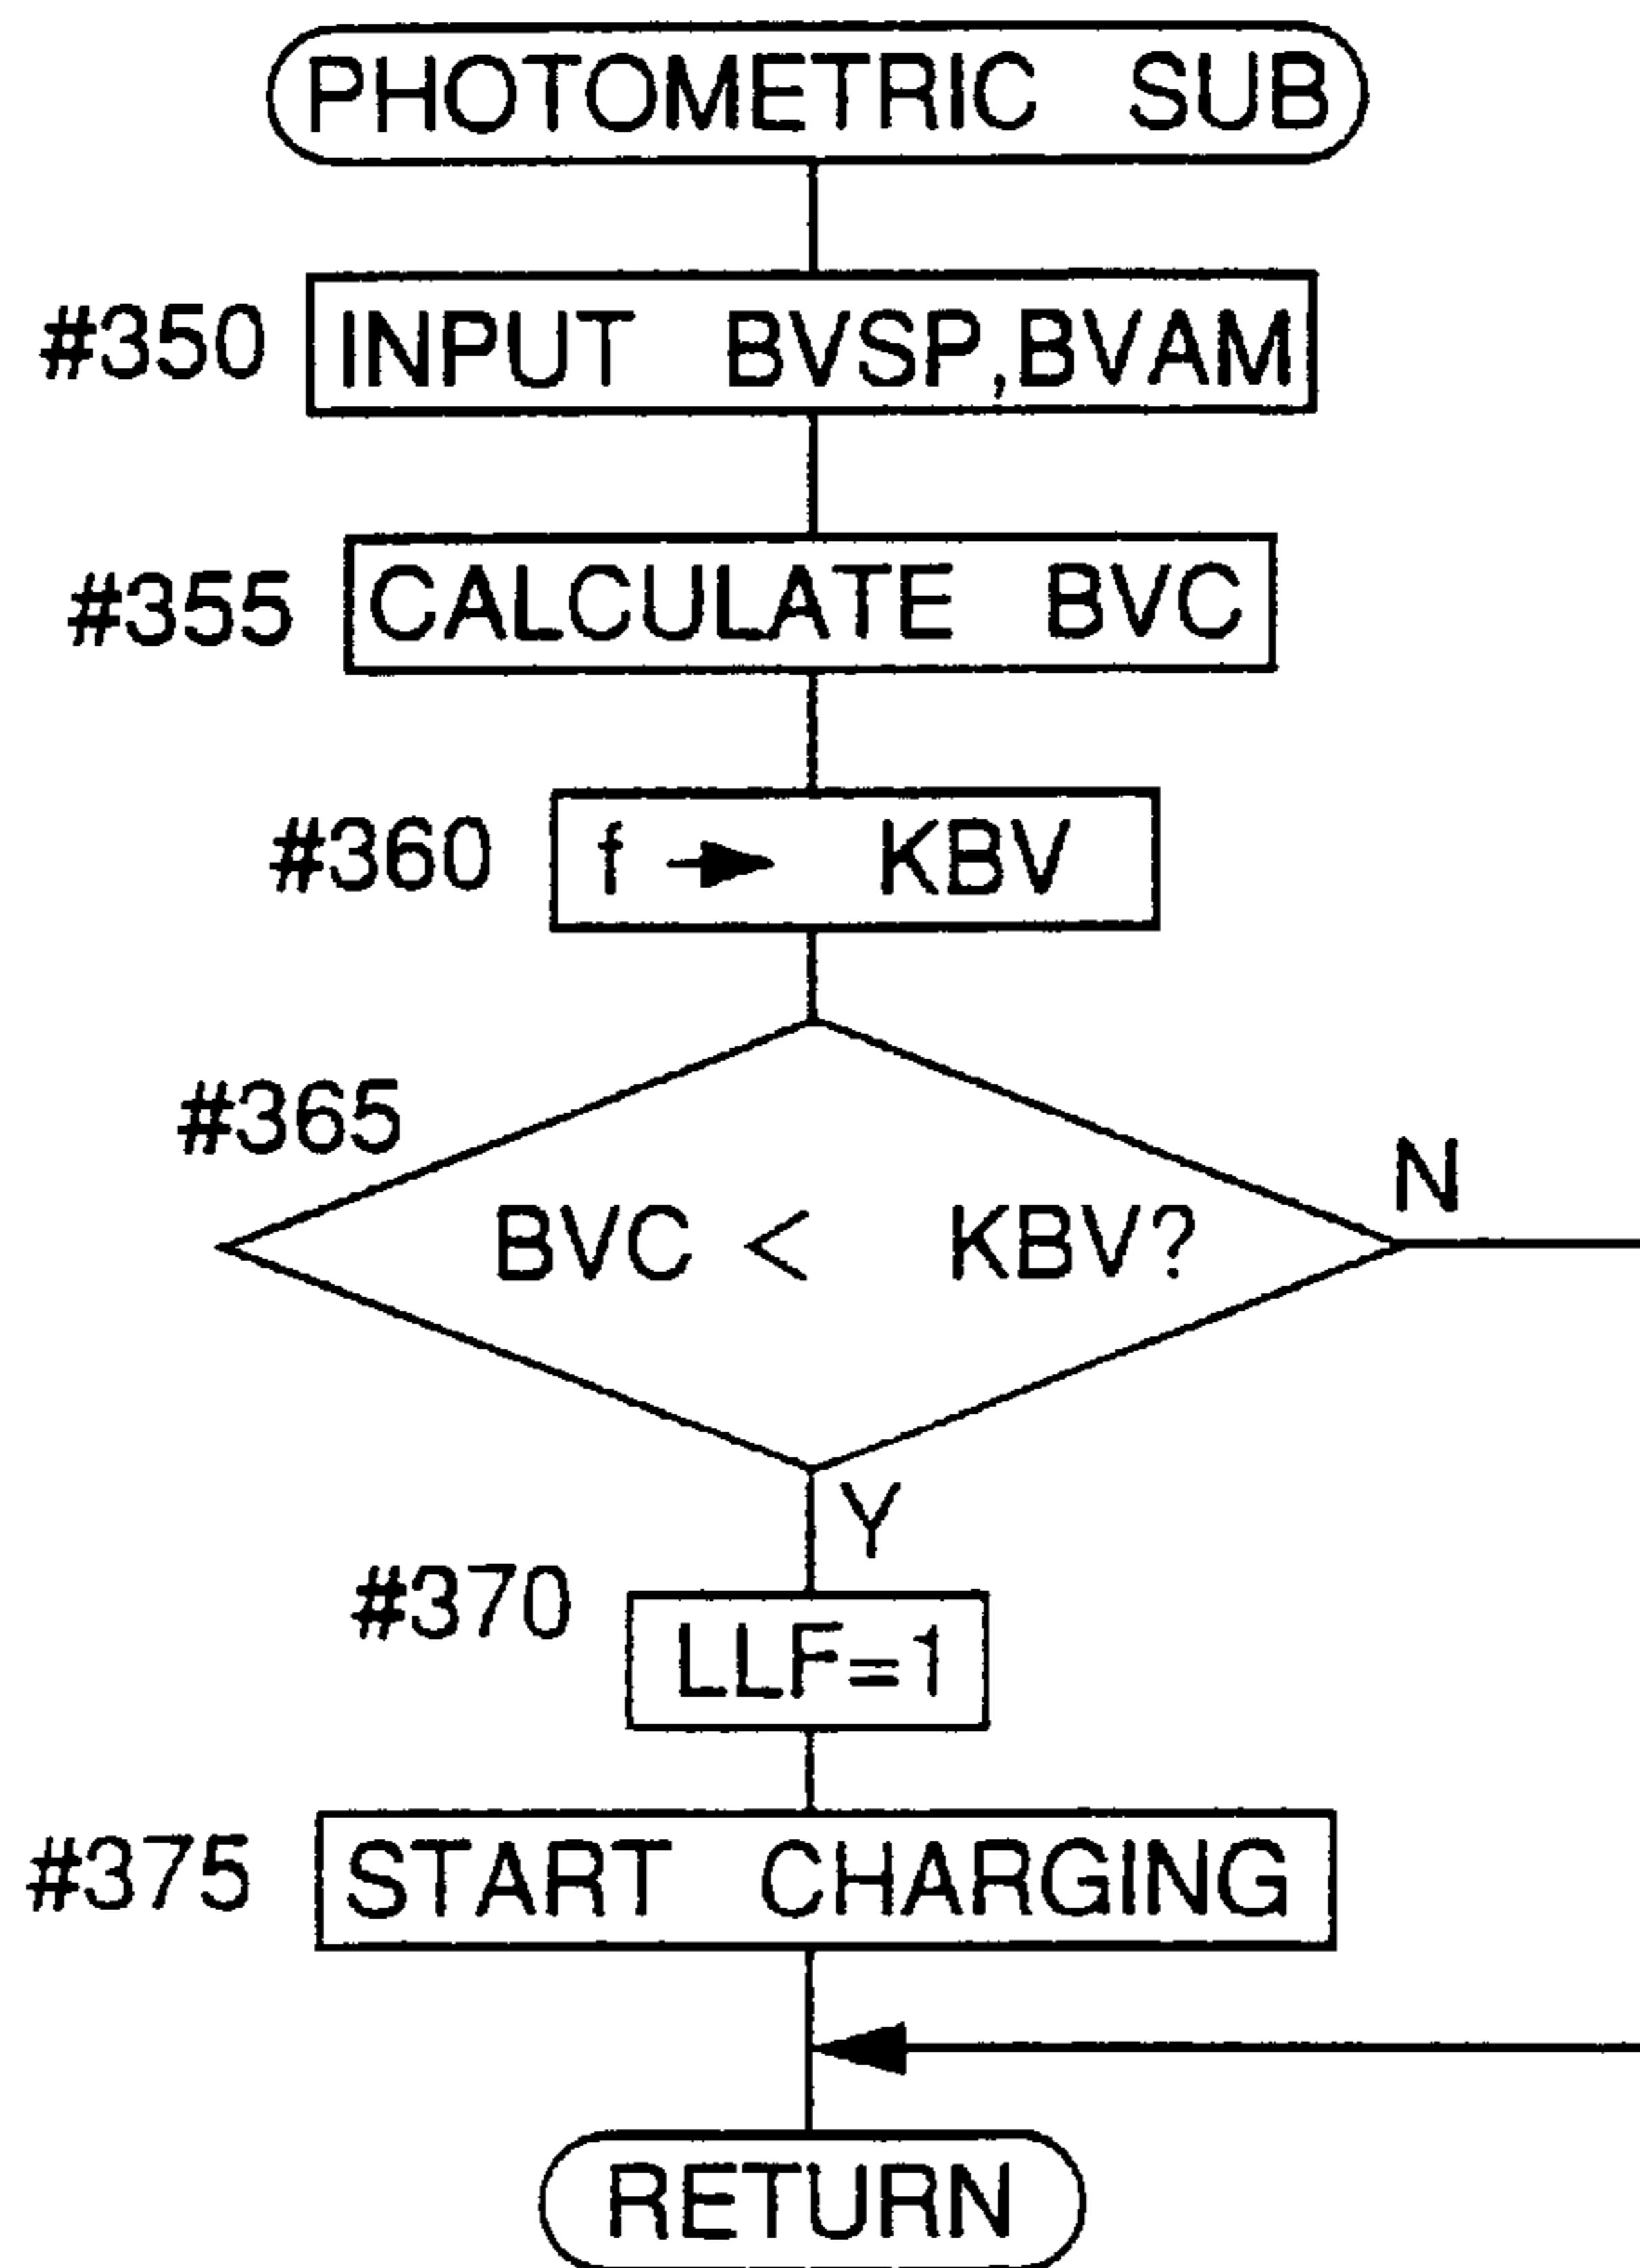 PHOTOMETRIC SUB
#350 INPUT BVSP,BVAM
#355 CALCULATE BVC
#360 f → KBV
#365
BVC < KBV? N
Y
#370 LLF=1
#375 START CHARGING
RETURN